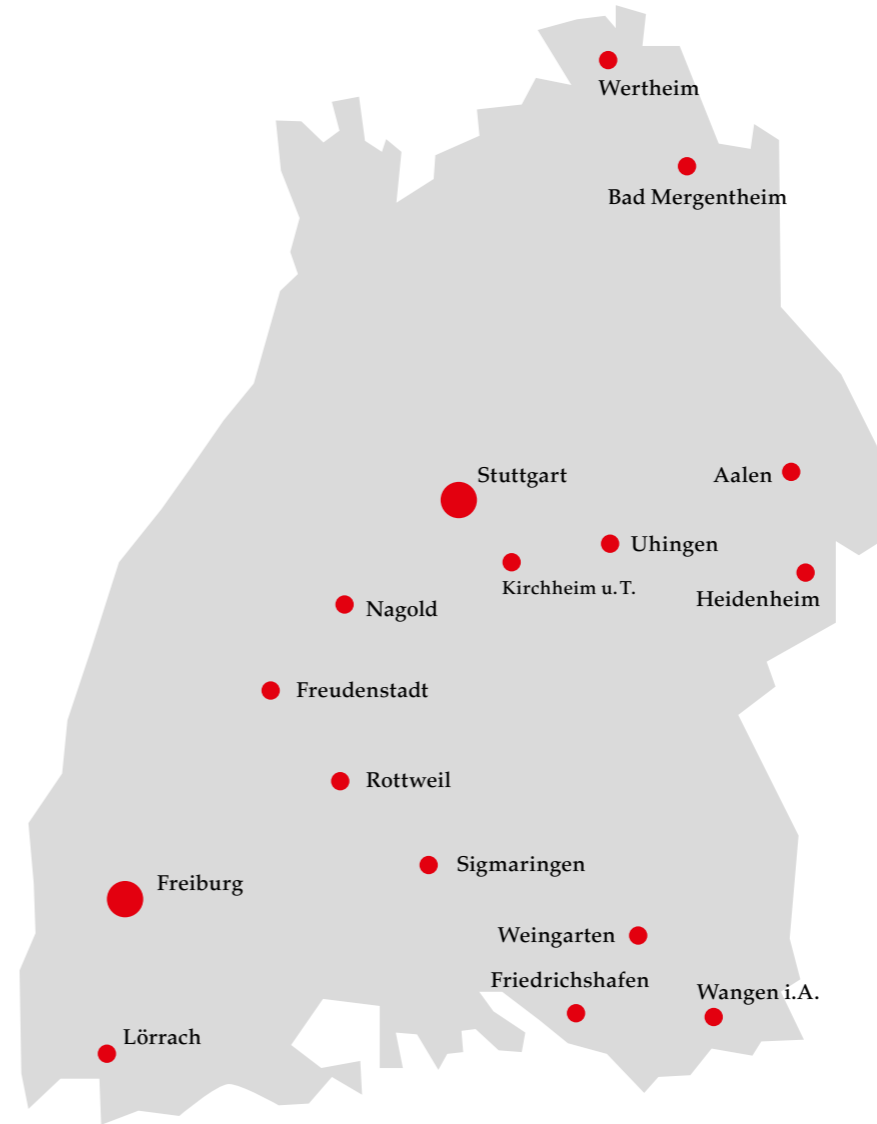 Wertheim
Bad Mergentheim
Stuttgart
Aalen
Uhingen
Kirchheim u.T.
Heidenheim
Nagold
Freudenstadt
Rottweil
Sigmaringen
Freiburg
Weingarten
Friedrichshafen
Wangen i.A.
Lörrach